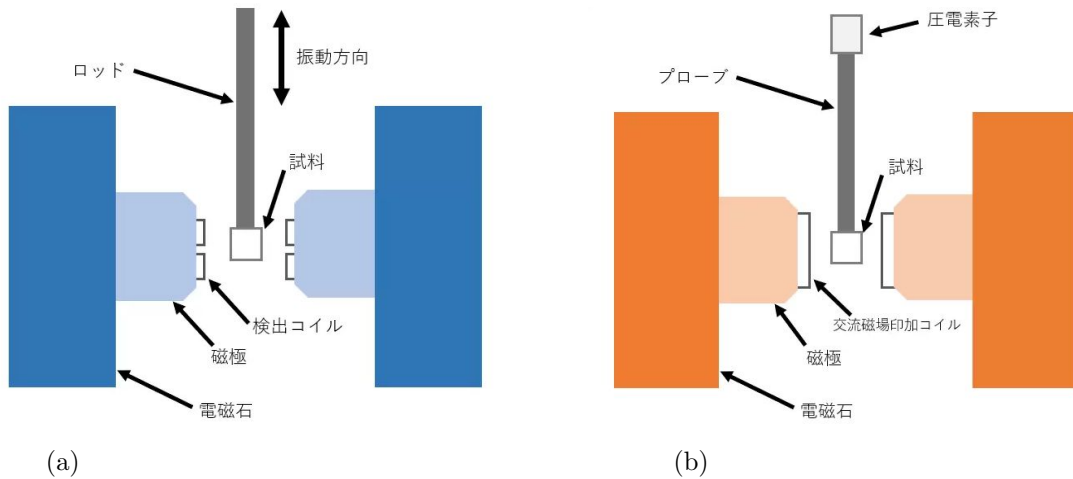 振動方向
ロッド
試料
検出コイル
磁極
電磁石
(a)
圧電素子
プローブ
試料
交流磁場印加コイル
磁極
電磁石
(b)